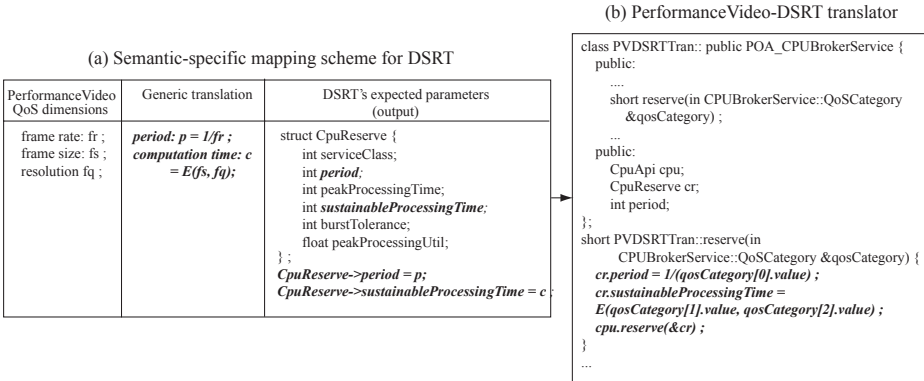 (b) PerformanceVideo-DSRT translator
(a) Semantic-specific mapping scheme for DSRT
PerformanceVideo
QoS dimensions
Generic translation
DSRT's expected parameters
(output)
frame rate: fr ;
frame size: fs ;
resolution fq ;
period: p = 1/fr ;
computation time: c
= E(fs, fq);
struct CpuReserve {
int serviceClass;
int period;
int peakProcessingTime;
int sustainableProcessingTime;
int burstTolerance;
float peakProcessingUtil;
} ;
CpuReserve->period = p;
CpuReserve->sustainableProcessingTime = c ;
class PVDSRTTran:: public POA_CPUBrokerService {
public:
....
short reserve(in CPUBrokerService::QoSCategory
&qosCategory) ;
...
public:
CpuApi cpu;
CpuReserve cr;
int period;
};
short PVDSRTTran::reserve(in
CPUBrokerService::QoSCategory &qosCategory) {
cr.period = 1/(qosCategory[0].value) ;
cr.sustainableProcessingTime =
E(qosCategory[1].value, qosCategory[2].value) ;
cpu.reserve(&cr) ;
}
...